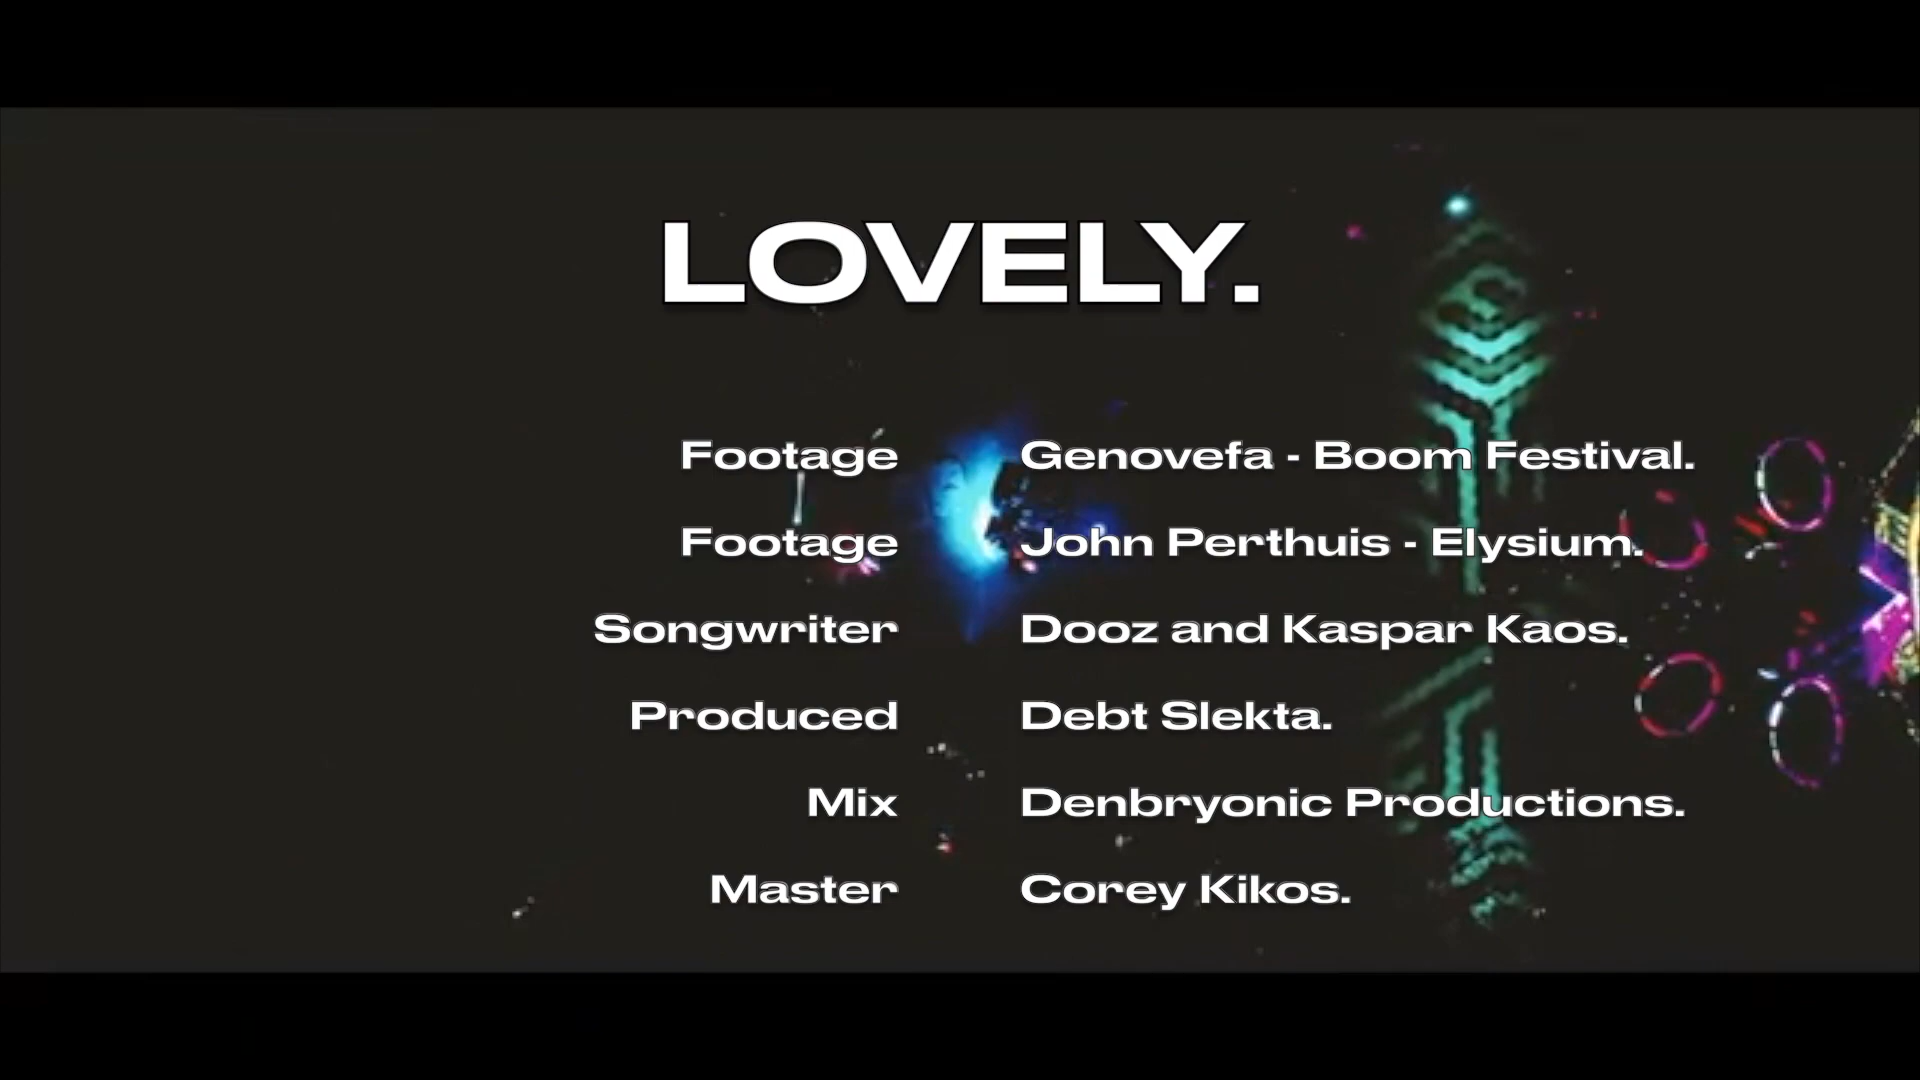 LOVELY.
Footage Genovefa - Boom Festival.
Footage John Perthuis - Elysium.
Songwriter Dooz and Kaspar Kaos.
Produced Debt Slekta.
Mix Denbryonic Productions.
Master Corey Kikos.